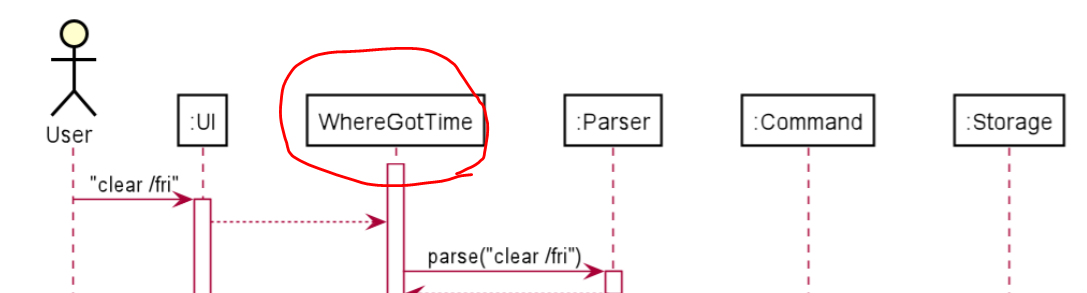 User
:UI
WhereGotTime
:Parser
:Command
:Storage
"clear /fri"
parse("clear /fri")